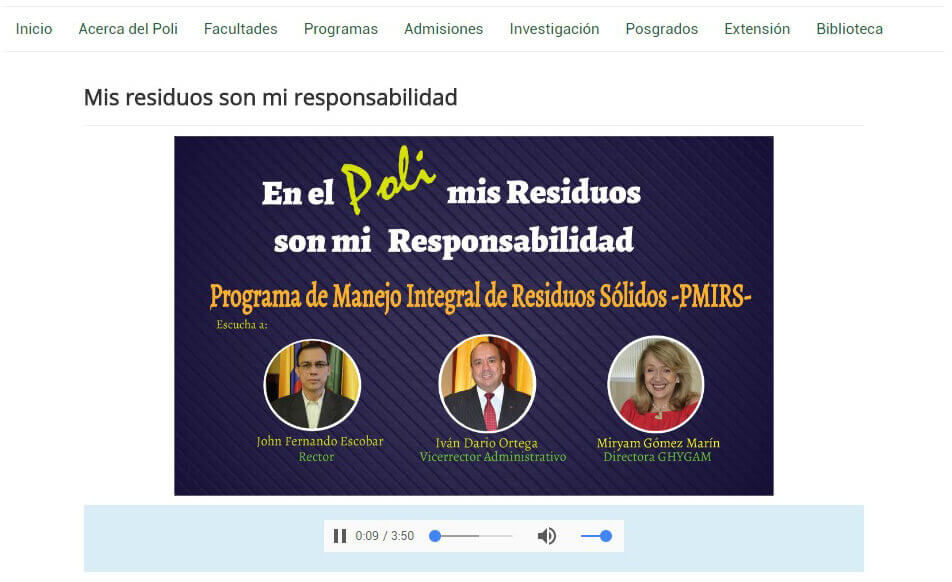 Inicio Acerca del Poli Facultades Programas Admisiones Investigación Posgrados Extensión Biblioteca
Mis residuos son mi responsabilidad
En el Poli mis Residuos
son mi Responsabilidad
Programa de Manejo Integral de Residuos Sólidos -PMIRS-
Escucha a:
John Fernando Escobar Iván Dario Ortega Miryam Gómez Marín
Rector Vicerrector Administrativo Directora GHYGAM
0:09 / 3:50